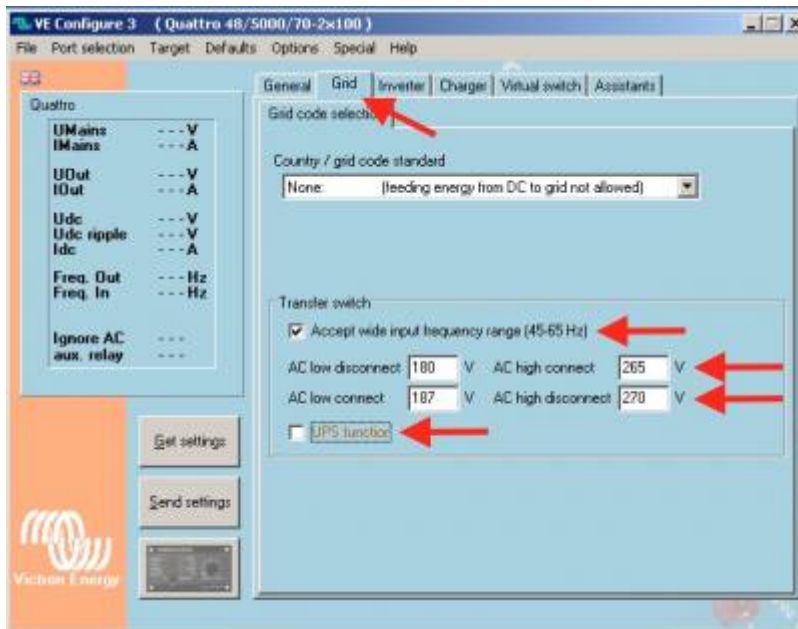 VE Configure 3 ( Quattro 48/5000/70-2x100 )
File Port selection Target Defaults Options Special Help
Quattro
UMains ---V
IMains ---A
UOut ---V
IOut ---A
Udc ---V
Udc ripple ---V
Idc ---A
Freq. Out ---Hz
Freq. In ---Hz
Ignore AC ---
aux. relay ---
Get settings
Send settings
Victron Energy
General Grid Inverter Charger Virtual switch Assistants
Grid code selection
Country / grid code standard
None: (feeding energy from DC to grid not allowed)
Transfer switch
Accept wide input frequency range (45-65 Hz)
AC low disconnect 180 V AC high connect 265 V
AC low connect 187 V AC high disconnect 270 V
UPS function